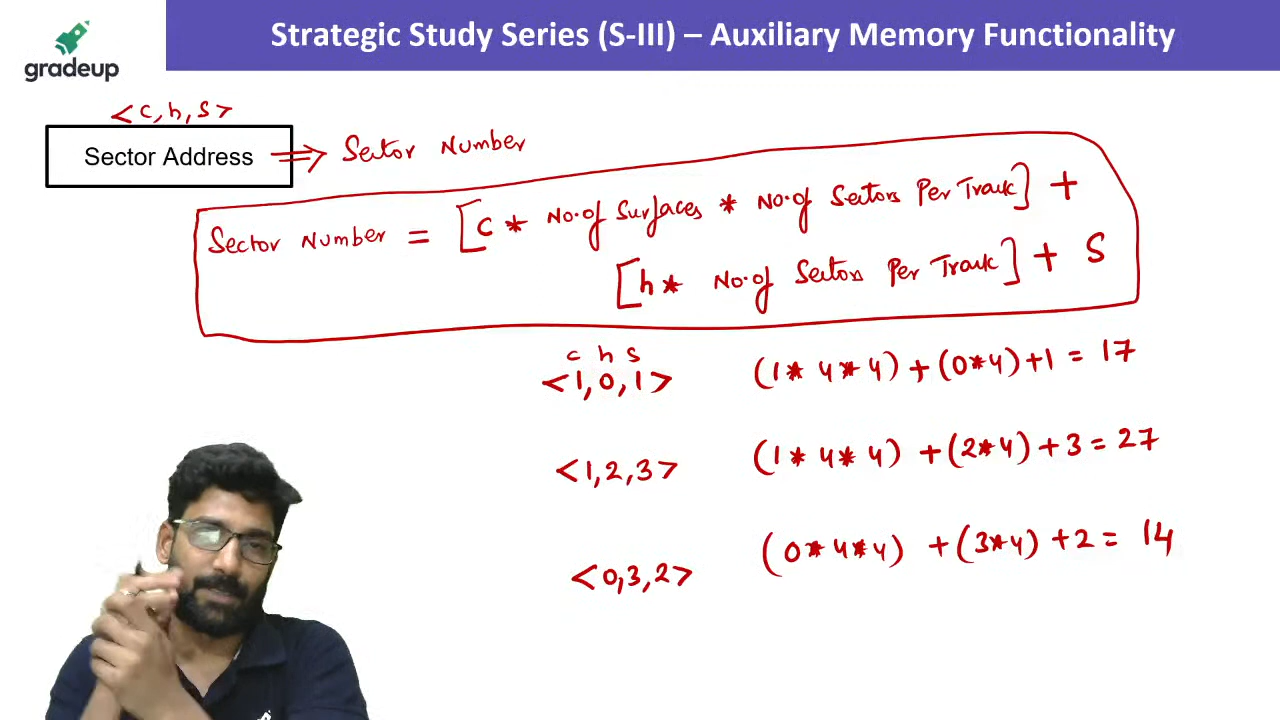 Strategic Study Series (S-III) – Auxiliary Memory Functionality
gradeup
<c, h, s>
Sector Address => Sector Number
Sector Number = [c * No.of Surfaces * No.of Sectors Per Track] +
[h* No.of Sectors Per Track] + S
c h s
<1, 0, 1> (1* 4*4) + (0*4)+1 = 17
<1,2,3> (1* 4* 4) +(2*4)+3 = 27
<0,3,2> (0*4*4) +(3*4) +2 = 14